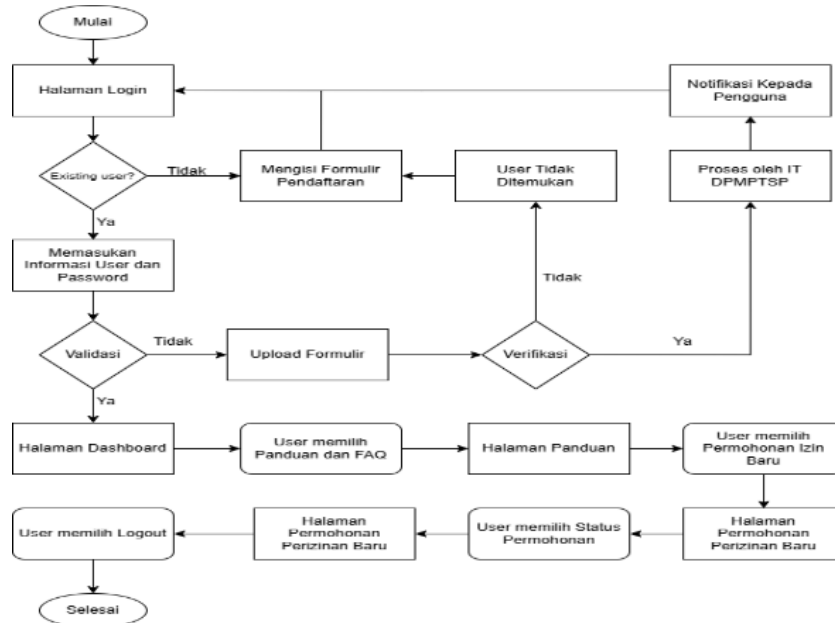 Mulai
Halaman Login
Notifikasi Kepada
Pengguna
Existing user?
Tidak
Mengisi Formulir
Pendaftaran
User Tidak
Ditemukan
Proses oleh IT
DPMPTSP
Ya
Memasukan
Informasi User dan
Password
Tidak
Validasi
Tidak
Upload Formulir
Verifikasi
Ya
Ya
Halaman Dashboard
User memilih
Panduan dan FAQ
Halaman Panduan
User memilih
Permohonan Izin
Baru
User memilih Logout
Halaman
Permohonan
Perizinan Baru
User memilih Status
Permohonan
Halaman
Permohonan
Perizinan Baru
Selesai